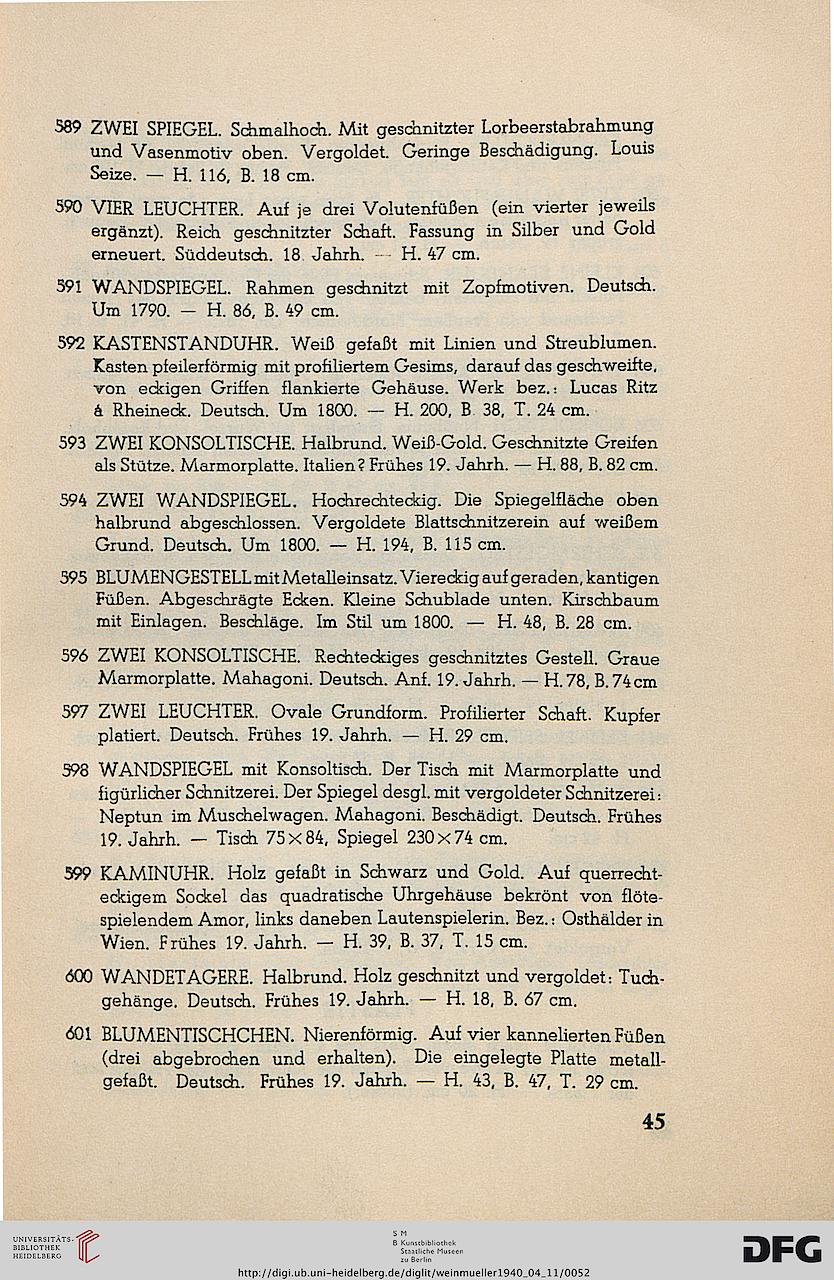 589 ZWEI SPIEGEL. Schmalhoch. Mit geschnitzter Lorbeerstabrahmung
und Vasenmotiv oben. Vergoldet. Geringe Beschädigung. Louis
Seize. — H. 116, B. 18 cm.
590 VIER LEUCHTER. Auf je drei Volutenfüßen (ein vierter jeweils
ergänzt). Reich geschnitzter Schaft. Fassung in Silber und Gold
erneuert. Süddeutsch. 18. Jahrh. — H. 47 cm.
591 WANDSPIEGEL. Rahmen geschnitzt mit Zopfmotiven. Deutsch.
Um 1790. — H. 86, B. 49 cm.
592 KASTENSTANDUHR. Weiß gefaßt mit Linien und Streublumen.
Kasten pfeilerförmig mit profiliertem Gesims, darauf das geschweifte,
von eckigen Griffen flankierte Gehäuse. Werk bez.: Lucas Ritz
à Rheineck. Deutsch. Um 1800. — H. 200, B. 38, T. 24 cm.
593 ZWEI KONSOLTISCHE. Halbrund. Weiß-Gold. Geschnitzte Greifen
als Stütze. Marmorplatte. Italien? Frühes 19. Jahrh. — H. 88, B. 82 cm.
594 ZWEI WANDSPIEGEL. Hochrechteckig. Die Spiegelfläche oben
halbrund abgeschlossen. Vergoldete Blattschnitzerein auf weißem
Grund. Deutsch. Um 1800. — H. 194, B. 115 cm.
595 BLUMENGESTELL mit Metalleinsatz. Viereckig auf geraden, kantigen
Füßen. Abgeschrägte Ecken. Kleine Schublade unten. Kirschbaum
mit Einlagen. Beschläge. Im Stil um 1800. — H. 48, B. 28 cm.
596 ZWEI KONSOLTISCHE. Rechteckiges geschnitztes Gestell. Graue
Marmorplatte. Mahagoni. Deutsch. Anf. 19. Jahrh. — H. 78, B. 74 cm
597 ZWEI LEUCHTER. Ovale Grundform. Profilierter Schaft. Kupfer
platiert. Deutsch. Frühes 19. Jahrh. — H. 29 cm.
598 WANDSPIEGEL mit Konsoltisch. Der Tisch mit Marmorplatte und
figürlicher Schnitzerei. Der Spiegel desgl. mit vergoldeter Schnitzerei:
Neptun im Muschelwagen. Mahagoni. Beschädigt. Deutsch. Frühes
19. Jahrh. — Tisch 75×84, Spiegel 230×74 cm.
599 KAMINUHR. Holz gefaßt in Schwarz und Gold. Auf querrecht-
eckigem Sockel das quadratische Uhrgehäuse bekrönt von flöte-
spielendem Amor, links daneben Lautenspielerin. Bez.: Osthälder in
Wien. Frühes 19. Jahrh. — H. 39, B. 37, T. 15 cm.
600 WANDETAGERE. Halbrund. Holz geschnitzt und vergoldet: Tuch-
gehänge. Deutsch. Frühes 19. Jahrh. — H. 18, B. 67 cm.
601 BLUMENTISCHCHEN. Nierenförmig. Auf vier kannelierten Füßen
(drei abgebrochen und erhalten). Die eingelegte Platte metall-
gefaßt. Deutsch. Frühes 19. Jahrh. — H. 43, B. 47, T. 29 cm.
45
UNIVERSITÄTS-
BIBLIOTHEK
HEIDELBERG
S M
B Kunstbibliothek
Staatliche Museen
zu Berlin
DFG
http://digi.ub.uni-heidelberg.de/diglit/weinmueller1940_04_11/0052